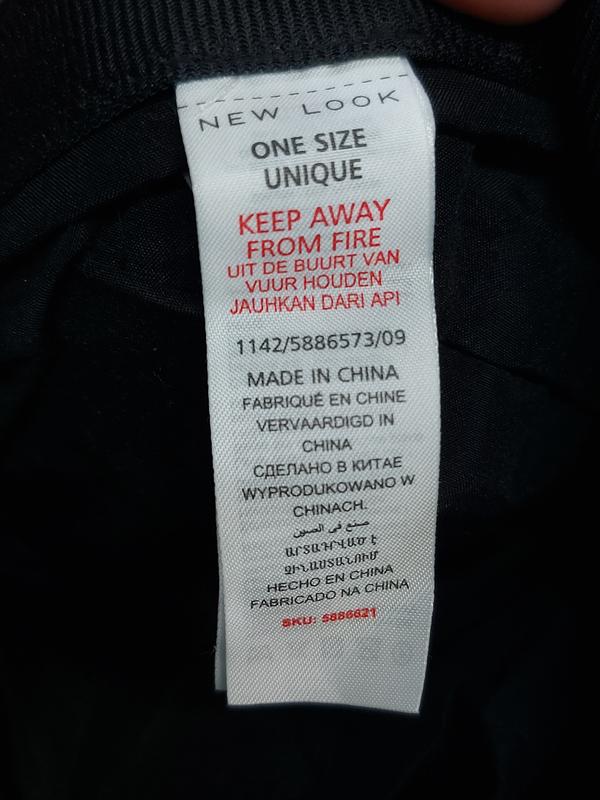 NEW LOOK
ONE SIZE
UNIQUE
KEEP AWAY
FROM FIRE
UIT DE BUURT VAN
VUUR HOUDEN
JAUHKAN DARI API
1142/5886573/09
MADE IN CHINA
FABRIQUÉ EN CHINE
VERVAARDIGD IN
CHINA
СДЕЛАНО В КИТАЕ
WYPRODUKOWANO W
CHINACH.
صنع في الصين
ԱՐՏԱԴՐՎԱԾ Է
ՉԻՆԱՍՏԱՆՈՒՄ
HECHO EN CHINA
FABRICADO NA CHINA
SKU: 5886621